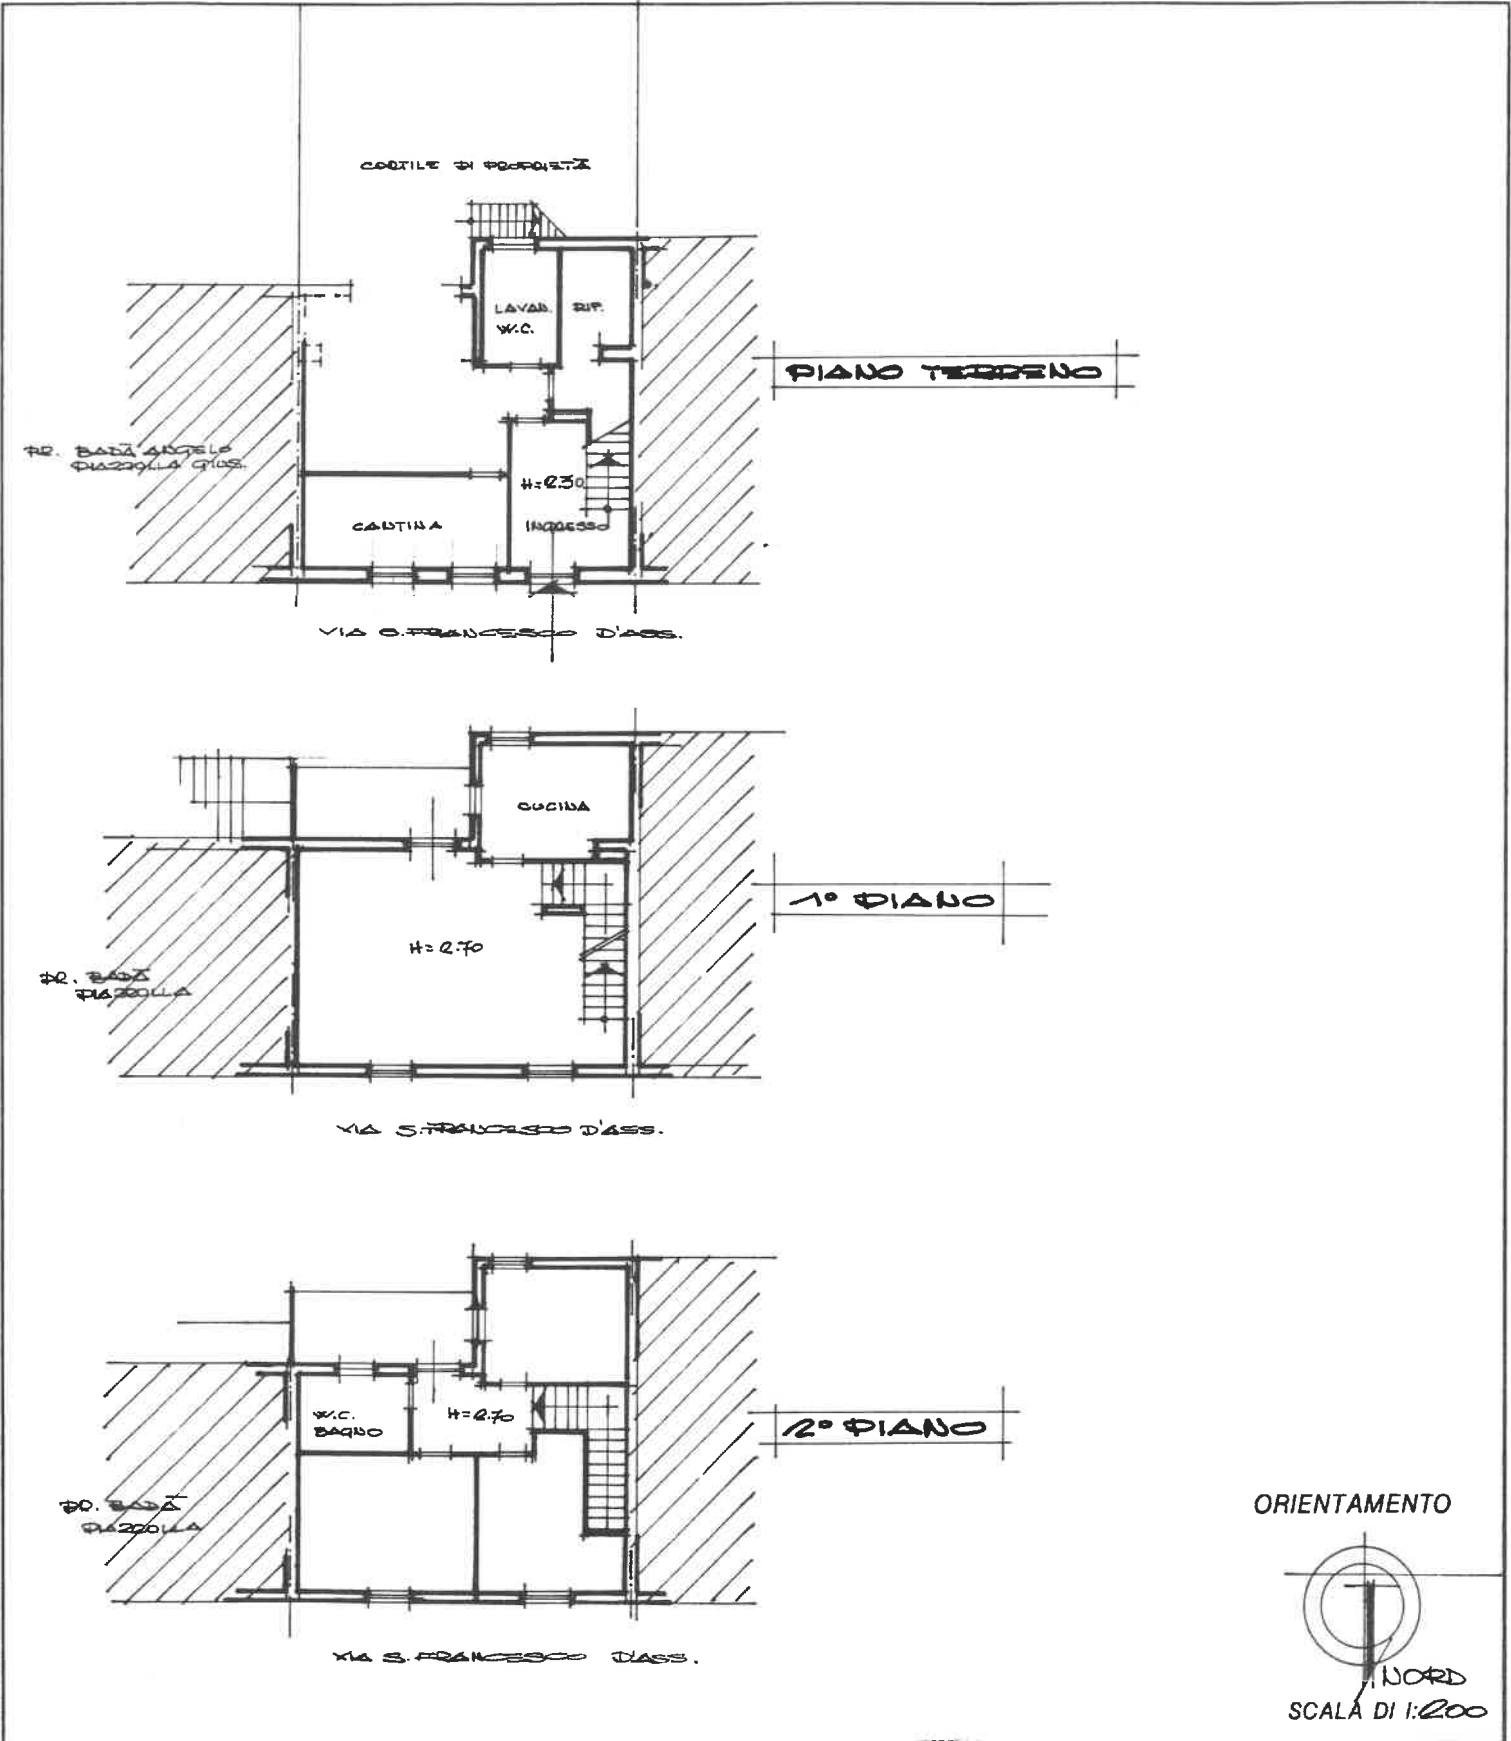 CORTILE DI PROPRIETÀ
LAVAN.
W.C.
RIP.
PIANO TERRENO
PR. BADÀ ANGELO
PIAZZOLLA GIUS.
H=2.30
CANTINA
INGRESSO
VIA S.FRANCESCO D'ASS.
CUCINA
1° PIANO
H=2.70
PR. BADÀ
PIAZZOLLA
VIA S.FRANCESCO D'ASS.
W.C.
BAGNO
H=2.70
2° PIANO
PR. BADÀ
PIAZZOLLA
VIA S.FRANCESCO D'ASS.
ORIENTAMENTO
NORD
SCALA DI 1:200